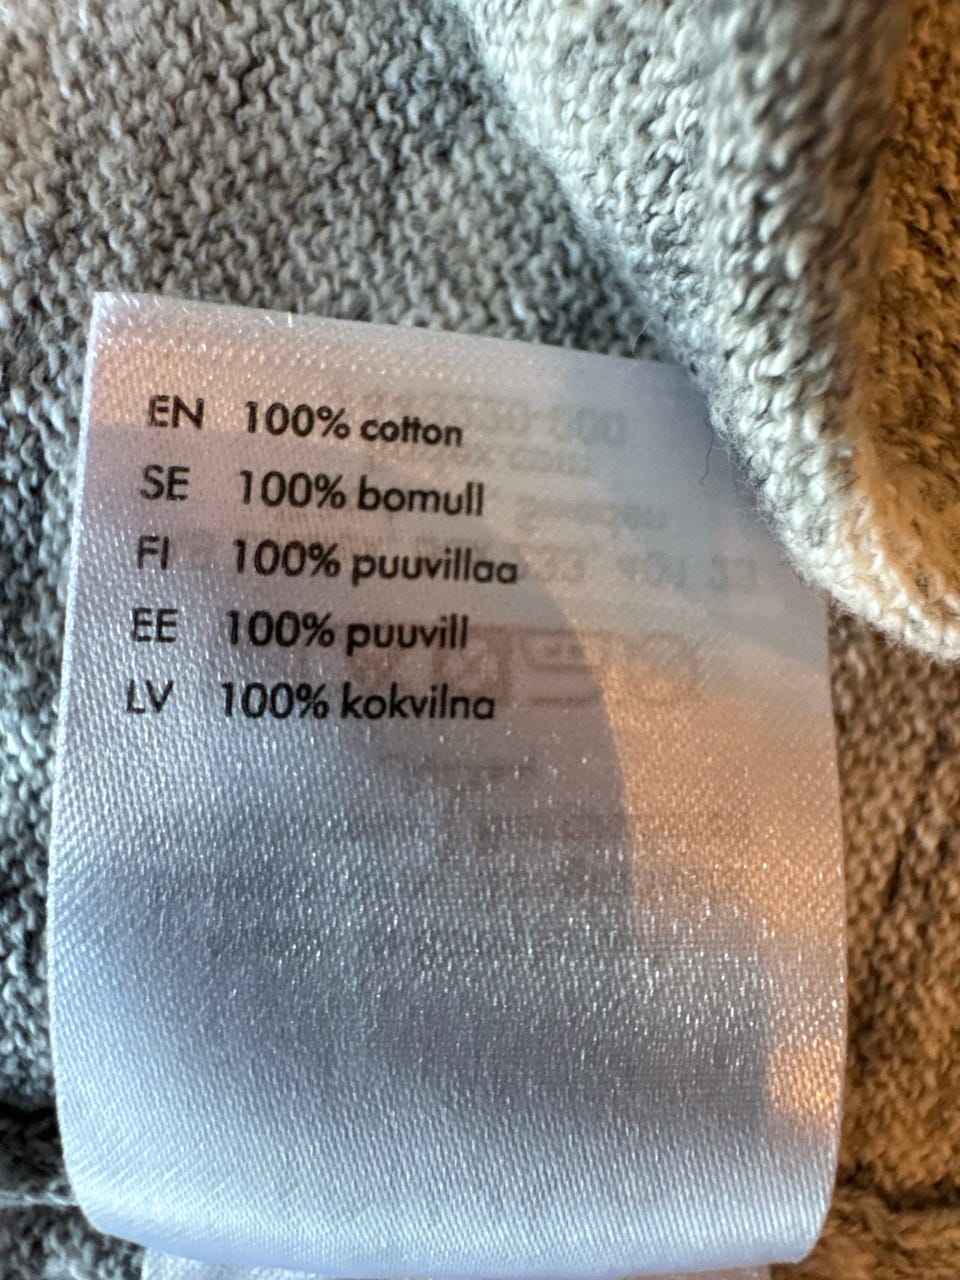 EN 100% cotton
SE 100% bomull
FI 100% puuvillaa
EE 100% puuvill
LV 100% kokvilna